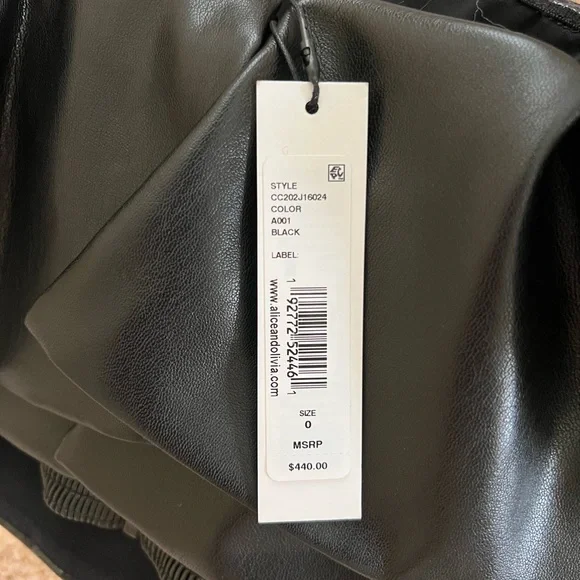 STYLE
CC202J16024
COLOR
A001
BLACK
LABEL:
1 92772 52446 1
www.aliceandolivia.com
SIZE
0
MSRP
$440.00